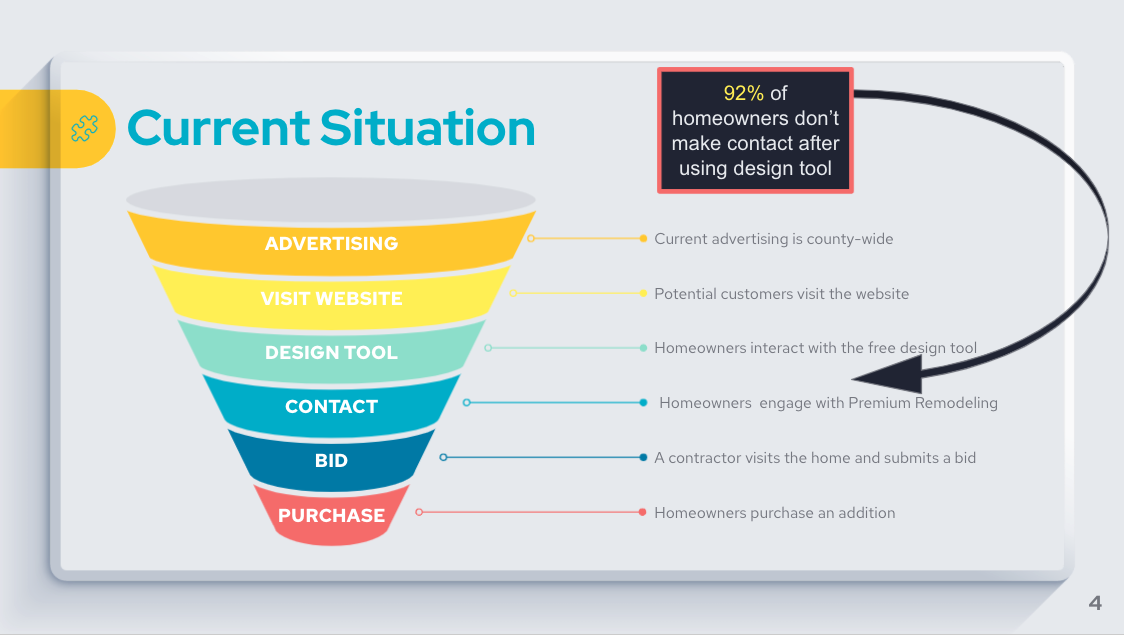 Current Situation
92% of
homeowners don't
make contact after
using design tool
ADVERTISING
Current advertising is county-wide
VISIT WEBSITE
Potential customers visit the website
DESIGN TOOL
Homeowners interact with the free design tool
CONTACT
Homeowners  engage with Premium Remodeling
BID
A contractor visits the home and submits a bid
PURCHASE
Homeowners purchase an addition
4